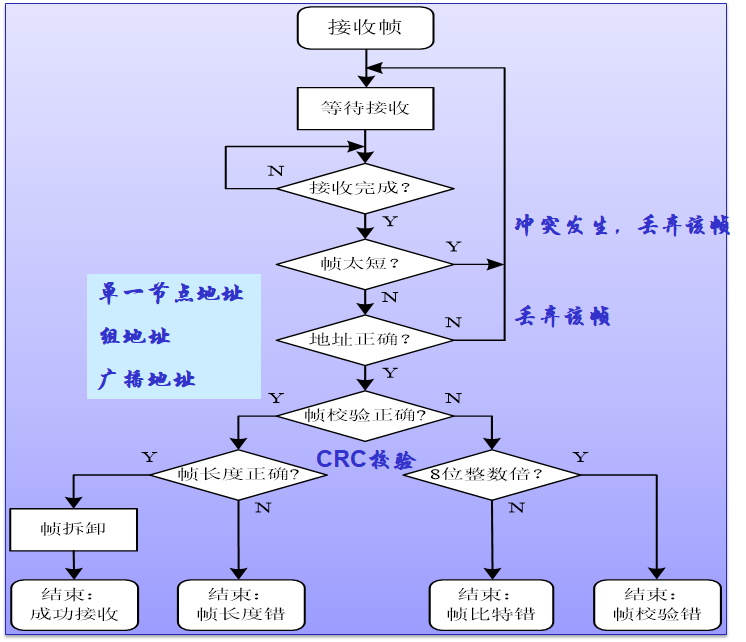 接收帧
等待接收
N
接收完成?
Y
冲突发生，丢弃该帧
帧太短?
Y
N
单一节点地址
组地址
广播地址
地址正确?
N
丢弃该帧
Y
Y
帧校验正确?
N
CRC校验
Y
帧长度正确?
N
8位整数倍?
Y
N
帧拆卸
结束:
成功接收
结束:
帧长度错
结束:
帧比特错
结束:
帧校验错